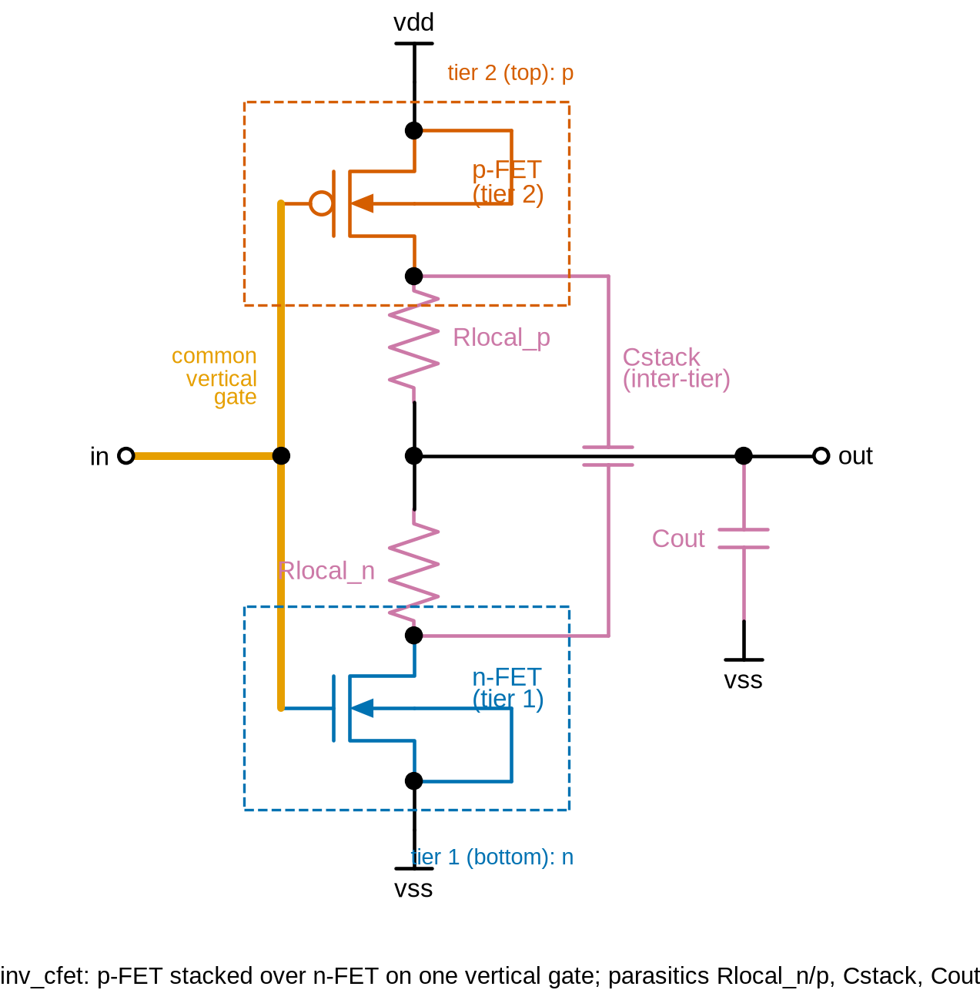 vdd
tier 2 (top): p
p-FET
(tier 2)
Rlocal_p
common
vertical
gate
Cstack
(inter-tier)
in
out
Rlocal_n
Cout
n-FET
(tier 1)
vss
tier 1 (bottom): n
vss
inv_cfet: p-FET stacked over n-FET on one vertical gate; parasitics Rlocal_n/p, Cstack, Cout